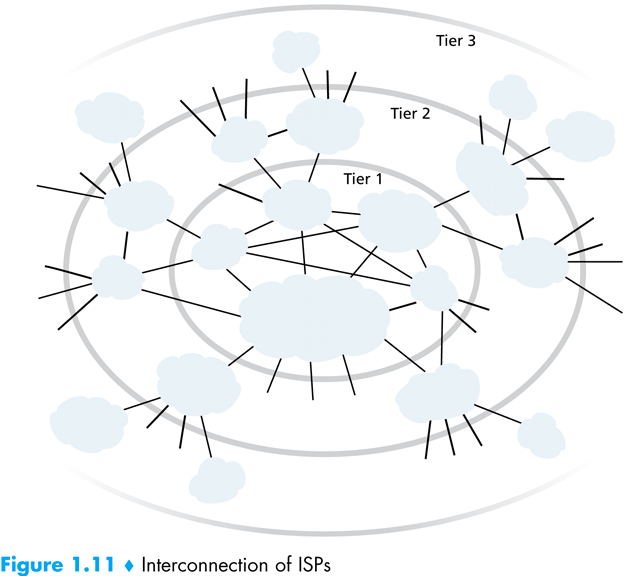 Tier 3
Tier 2
Tier 1
Figure 1.11 ♦ Interconnection of ISPs